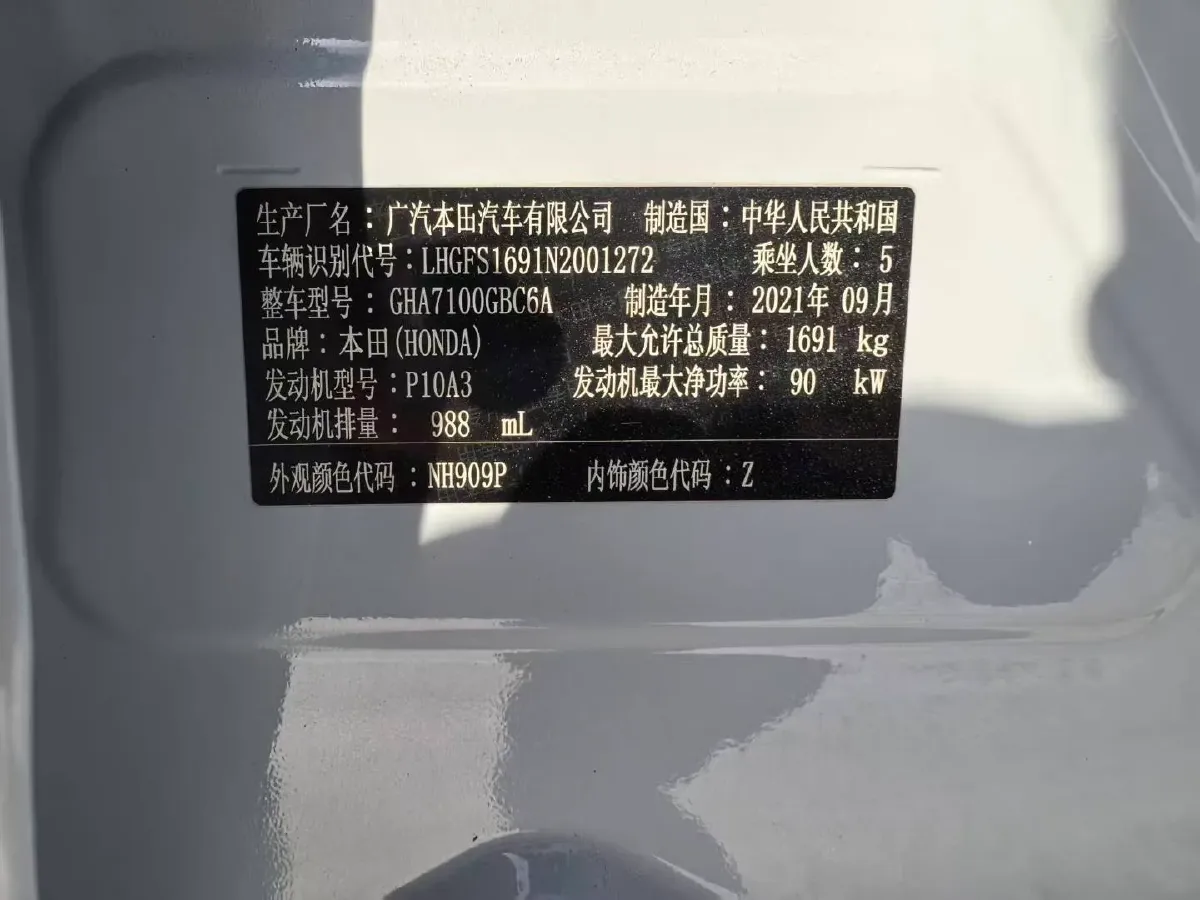 生产厂名：广汽本田汽车有限公司 制造国：中华人民共和国
车辆识别代号：LHGFS1691N2001272 乘坐人数：5
整车型号：GHA7100GBC6A 制造年月：2021年 09月
品牌：本田(HONDA) 最大允许总质量：1691 kg
发动机型号：P10A3 发动机最大净功率：90 kW
发动机排量：988 mL
外观颜色代码：NH909P 内饰颜色代码：Z